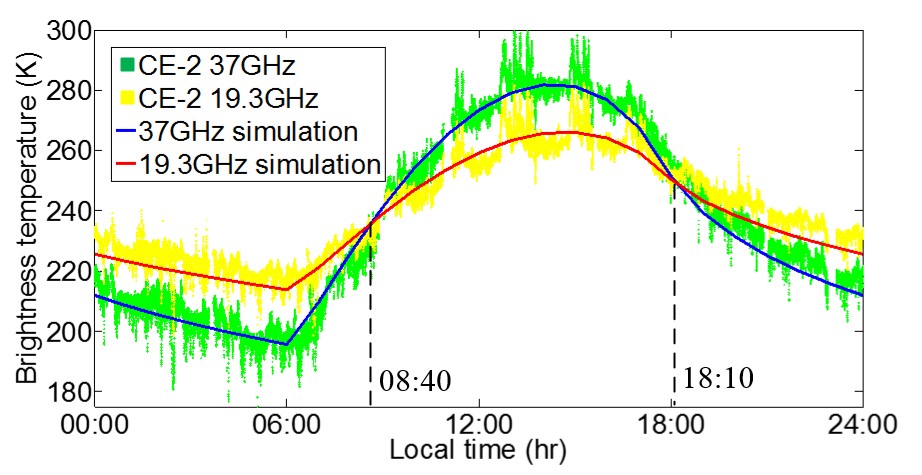 300
280
260
240
220
200
180
Brightness temperature (K)
CE-2 37GHz
CE-2 19.3GHz
37GHz simulation
19.3GHz simulation
08:40
18:10
00:00 06:00 12:00 18:00 24:00
Local time (hr)